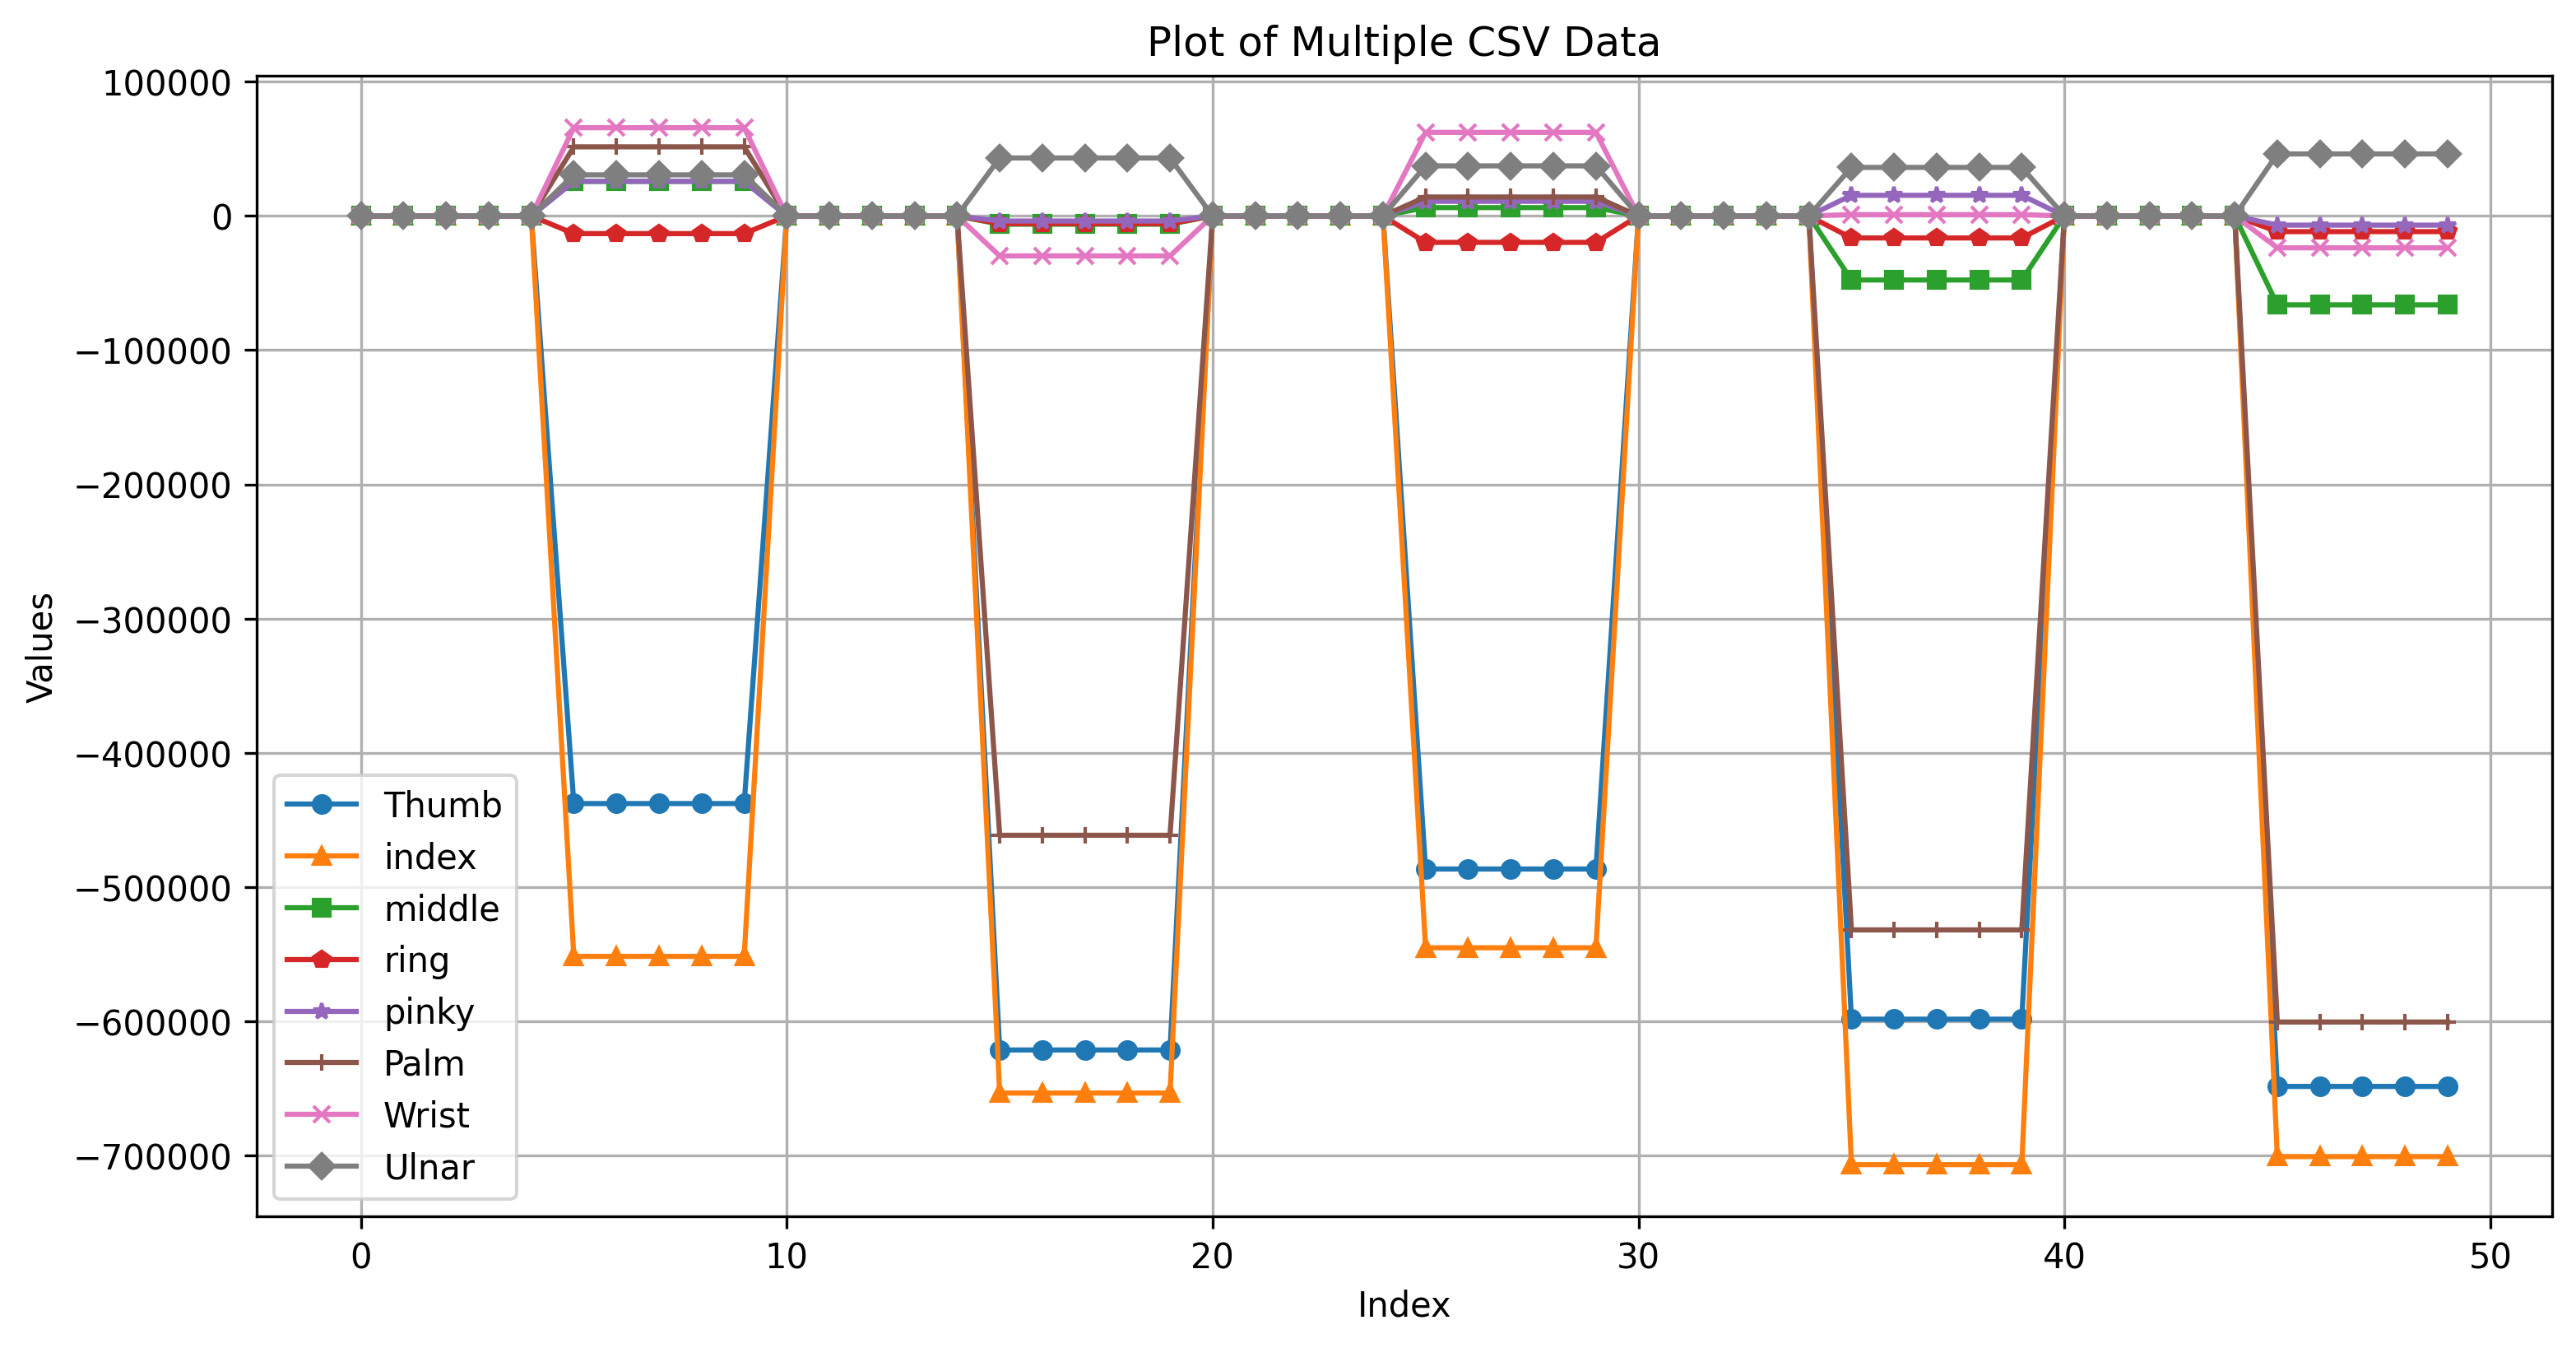 Plot of Multiple CSV Data
100000
0
−100000
−200000
−300000
−400000
−500000
−600000
−700000
Values
Thumb
index
middle
ring
pinky
Palm
Wrist
Ulnar
0 10 20 30 40 50
Index